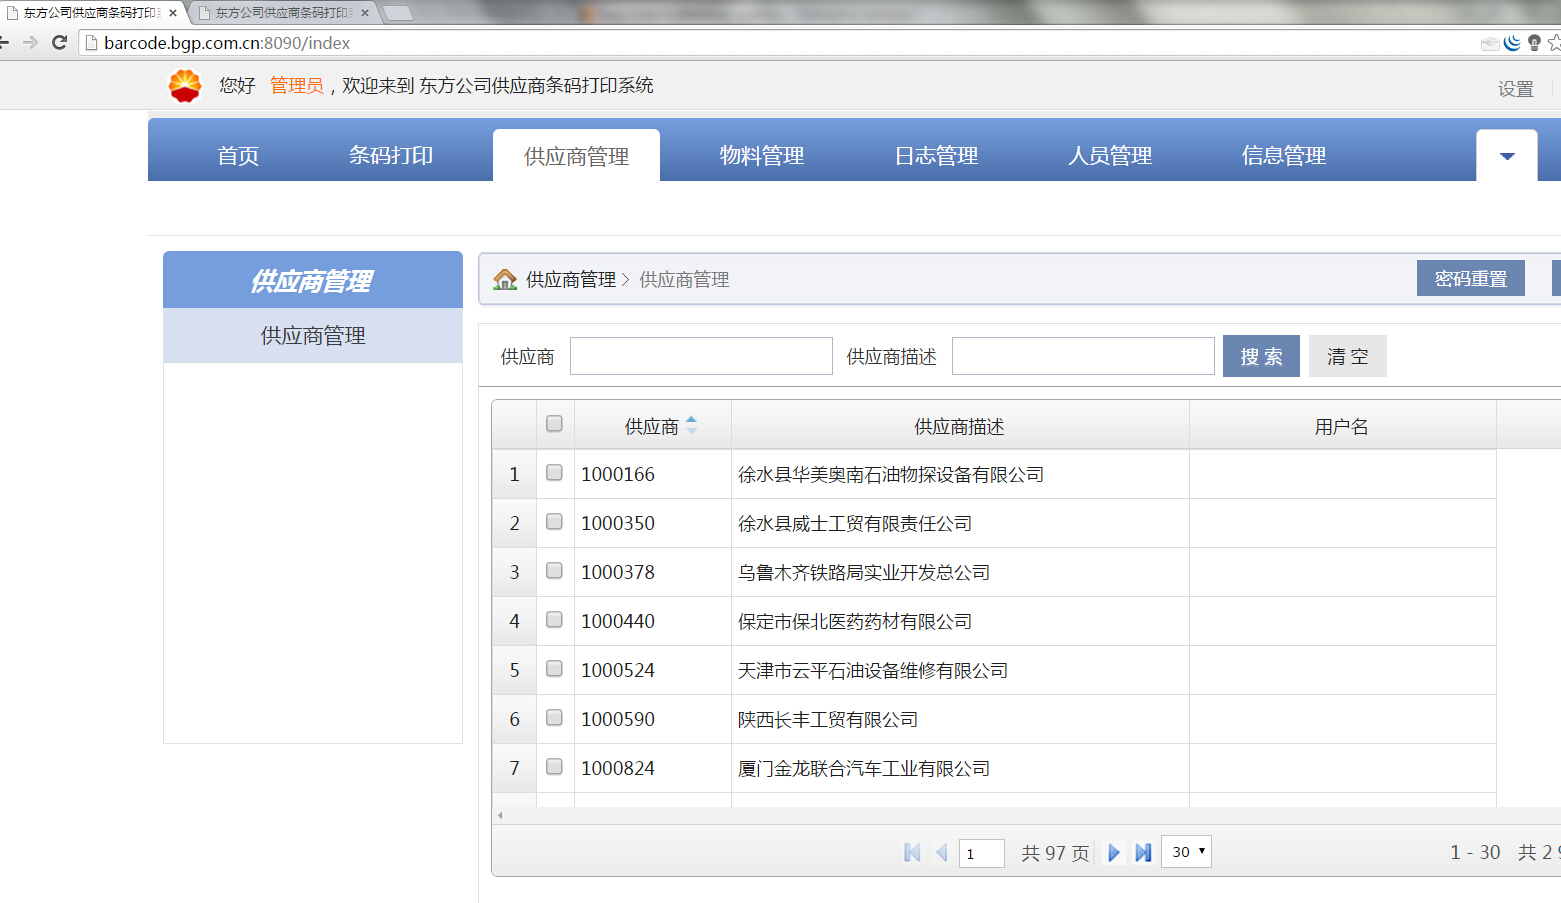 东方公司供应商条码打印 东方公司供应商条码打印
barcode.bgp.com.cn:8090/index
您好 管理员，欢迎来到 东方公司供应商条码打印系统 设置
首页 条码打印 供应商管理 物料管理 日志管理 人员管理 信息管理
供应商管理
供应商管理
供应商管理 > 供应商管理 密码重置
供应商 供应商描述 搜 索 清 空
供应商 供应商描述 用户名
1 1000166 徐水县华美奥南石油物探设备有限公司
2 1000350 徐水县威士工贸有限责任公司
3 1000378 乌鲁木齐铁路局实业开发总公司
4 1000440 保定市保北医药药材有限公司
5 1000524 天津市云平石油设备维修有限公司
6 1000590 陕西长丰工贸有限公司
7 1000824 厦门金龙联合汽车工业有限公司
1 共 97 页 30 1 - 30 共 2